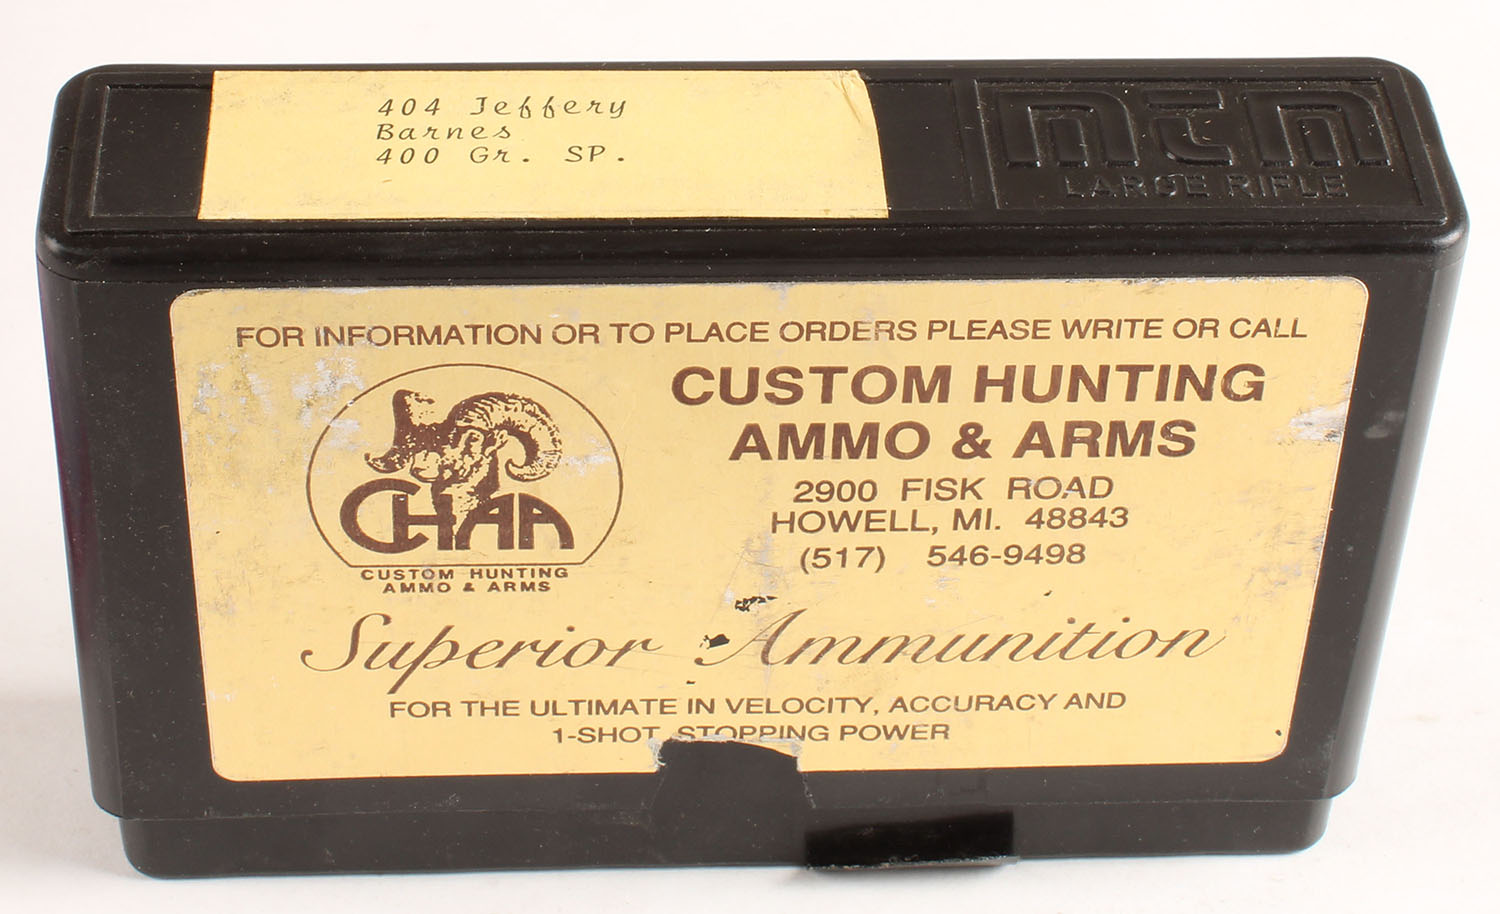 404 Jeffery
Barnes
400 Gr. SP.
MTM
LARGE RIFLE
FOR INFORMATION OR TO PLACE ORDERS PLEASE WRITE OR CALL
CUSTOM HUNTING
AMMO & ARMS
2900 FISK ROAD
HOWELL, MI. 48843
(517) 546-9498
CHAA
CUSTOM HUNTING
AMMO & ARMS
Superior Ammunition
FOR THE ULTIMATE IN VELOCITY, ACCURACY AND
1-SHOT STOPPING POWER